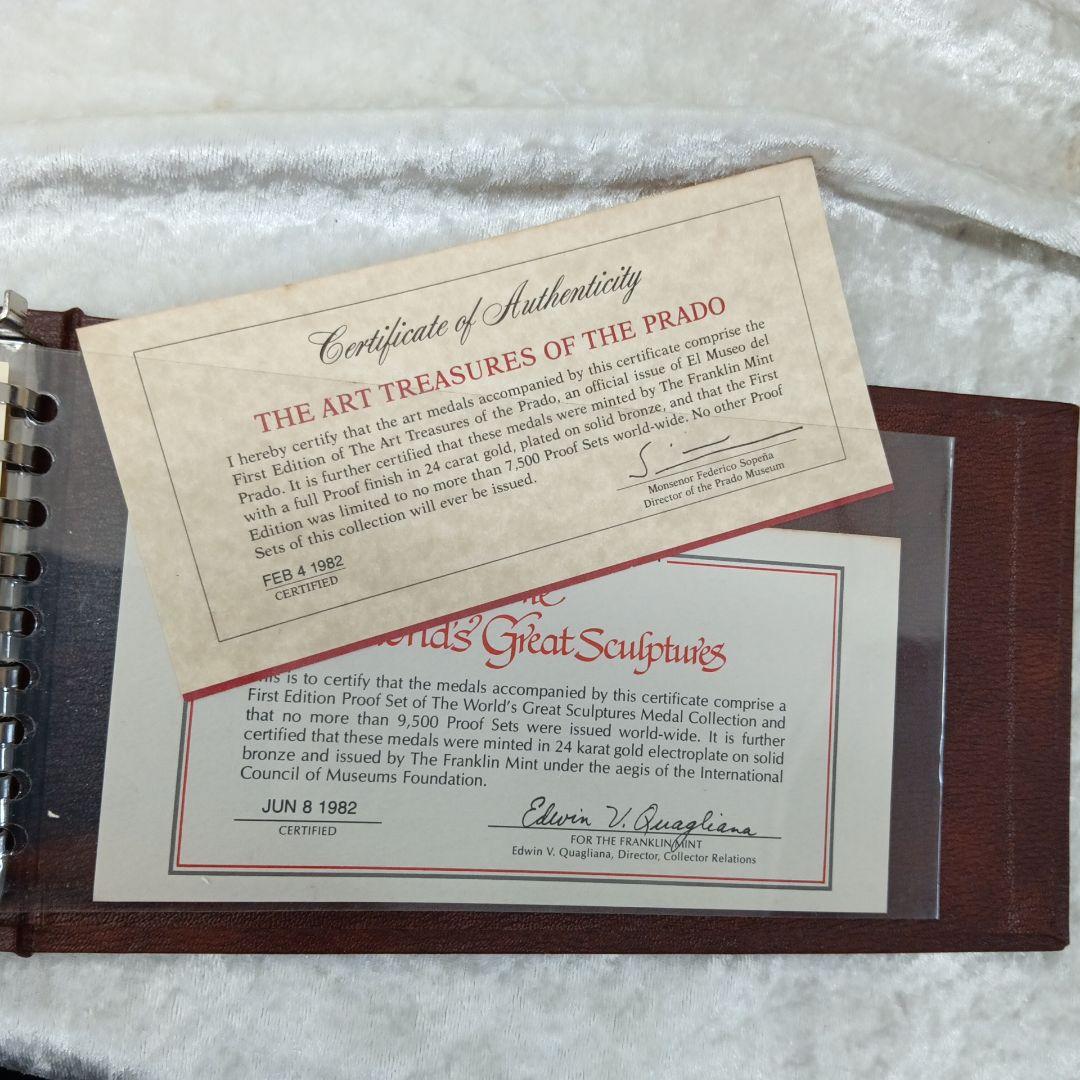 Certificate of Authenticity
THE ART TREASURES OF THE PRADO
I hereby certify that the art medals accompanied by this certificate comprise the
First Edition of The Art Treasures of the Prado, an official issue of El Museo del
Prado. It is further certified that these medals were minted by The Franklin Mint
with a full Proof finish in 24 carat gold, plated on solid bronze, and that the First
Edition was limited to no more than 7,500 Proof Sets world-wide. No other Proof
Sets of this collection will ever be issued.
Monsenor Federico Sopeña
Director of the Prado Museum
FEB 4 1982
CERTIFIED
Great Sculptures
is to certify that the medals accompanied by this certificate comprise a
First Edition Proof Set of The World's Great Sculptures Medal Collection and
that no more than 9,500 Proof Sets were issued world-wide. It is further
certified that these medals were minted in 24 karat gold electroplate on solid
bronze and issued by The Franklin Mint under the aegis of the International
Council of Museums Foundation.
JUN 8 1982
CERTIFIED
Edwin V. Quagliana
FOR THE FRANKLIN MINT
Edwin V. Quagliana, Director, Collector Relations